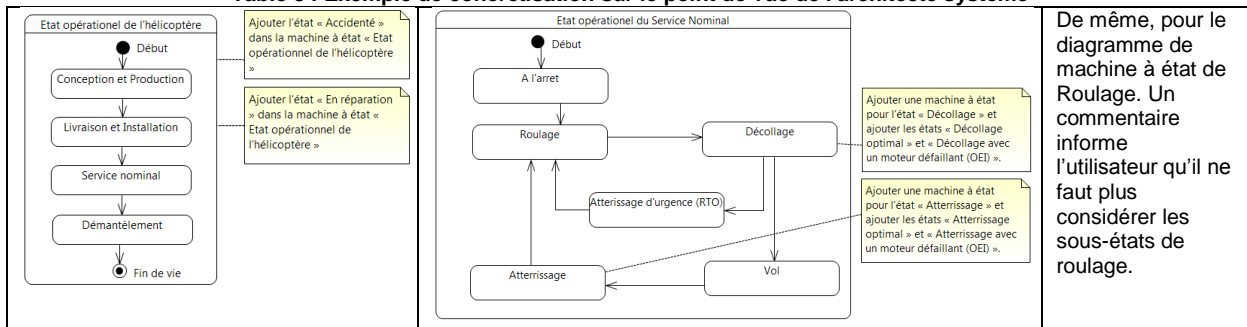 Table 3 : Exemple de concrétisation sur le point de vue de l'architecte système
Etat opérationel de l'hélicoptère
Début
Conception et Production
Livraison et Installation
Service nominal
Démantèlement
Fin de vie
Ajouter l'état « Accidenté »
dans la machine à état « Etat
opérationnel de l'hélicoptère
»
Ajouter l'état « En réparation
» dans la machine à état «
Etat opérationnel de
l'hélicoptère »
Etat opérationel du Service Nominal
Début
A l'arret
Roulage
Décollage
Atterissage d'urgence (RTO)
Atterrissage
Vol
Ajouter une machine à état
pour l'état « Décollage » et
ajouter les états « Décollage
optimal » et « Décollage avec
un moteur défaillant (OEI) ».
Ajouter une machine à état
pour l'état « Atterissage » et
ajouter les états « Atterrissage
optimal » et « Atterrissage avec
un moteur défaillant (OEI) ».
De même, pour le
diagramme de
machine à état de
Roulage. Un
commentaire
informe
l'utilisateur qu'il ne
faut plus
considérer les
sous-états de
roulage.